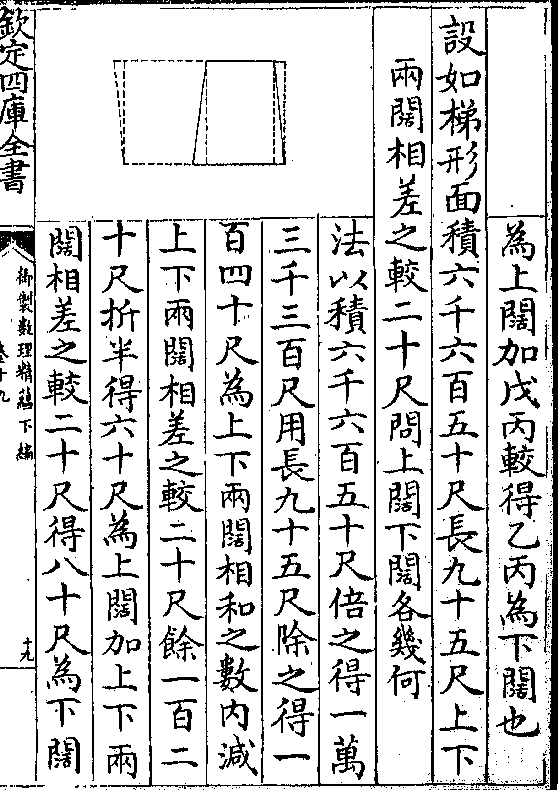 為上闊加戊丙較得乙丙為下闊也
設如梯形面積六千六百五十尺長九十五尺上下
兩闊相差之較二十尺問上闊下闊各幾何
法以積六千六百五十尺倍之得一萬
三千三百尺用長九十五尺除之得一
百四十尺為上下兩闊相和之數內減
上下兩闊相差之較二十尺餘一百二
十尺折半得六十尺為上闊加上下兩
闊相差之較二十尺得八十尺為下闊
欽定四庫全書
御製數理精蘊下編
卷十九
十九